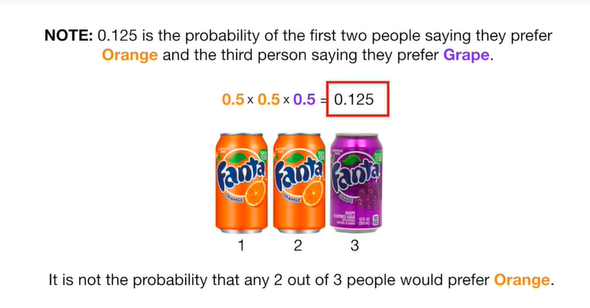 NOTE: 0.125 is the probability of the first two people saying they prefer
Orange and the third person saying they prefer Grape.
0.5 x 0.5 x 0.5 = 0.125
Fanta Fanta Fanta
ORANGE ORANGE GRAPE
1 2 3
It is not the probability that any 2 out of 3 people would prefer Orange.